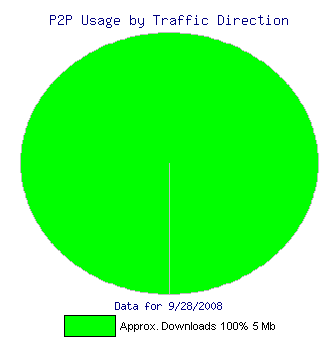 P2P Usage by Traffic Direction
Data for 9/28/2008
Approx. Downloads 100% 5 Mb